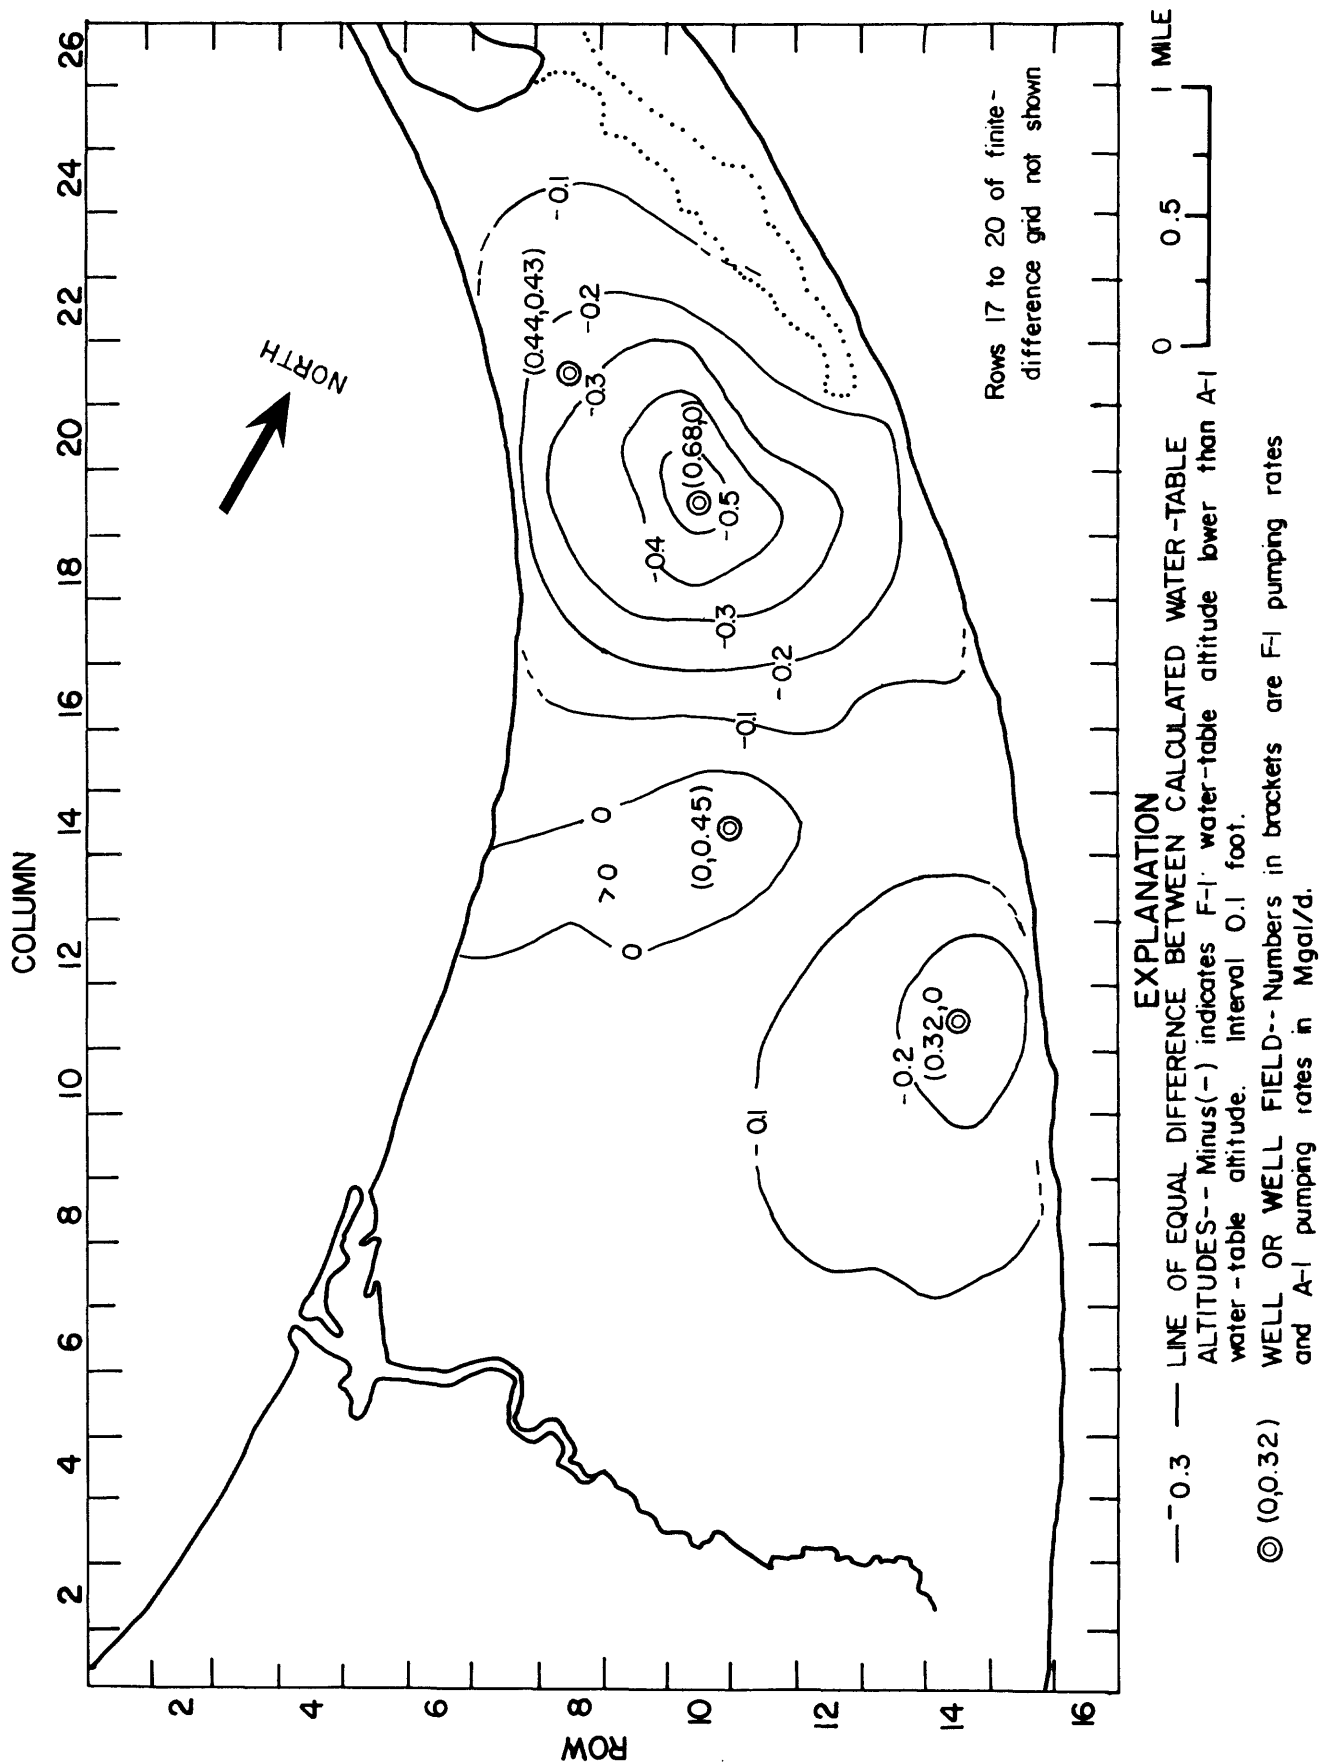 COLUMN
2 4 6 8 10 12 14 16 18 20 22 24 26
ROW
2
4
6
8
10
12
14
16
NORTH
-0.1
(0.44,0.43)
-0.2
-0.3
(0.68,0)
-0.5
-0.4
-0.3
-0.2
-0.1
0
>0
(0,0.45)
0
-0.2
(0.32,0
-0.1
Rows 17 to 20 of finite-
difference grid not shown
0 0.5 1 MILE
EXPLANATION
-0.3 LINE OF EQUAL DIFFERENCE BETWEEN CALCULATED WATER-TABLE
ALTITUDES-- Minus(-) indicates F-1 water-table altitude lower than A-1
water-table altitude. Interval 0.1 foot.
(0,0.32) WELL OR WELL FIELD-- Numbers in brackets are F-1 pumping rates
and A-1 pumping rates in Mgal/d.